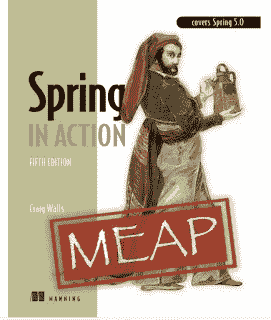 covers Spring 5.0
Spring
IN ACTION
FIFTH EDITION
Craig Walls
MEAP
MANNING